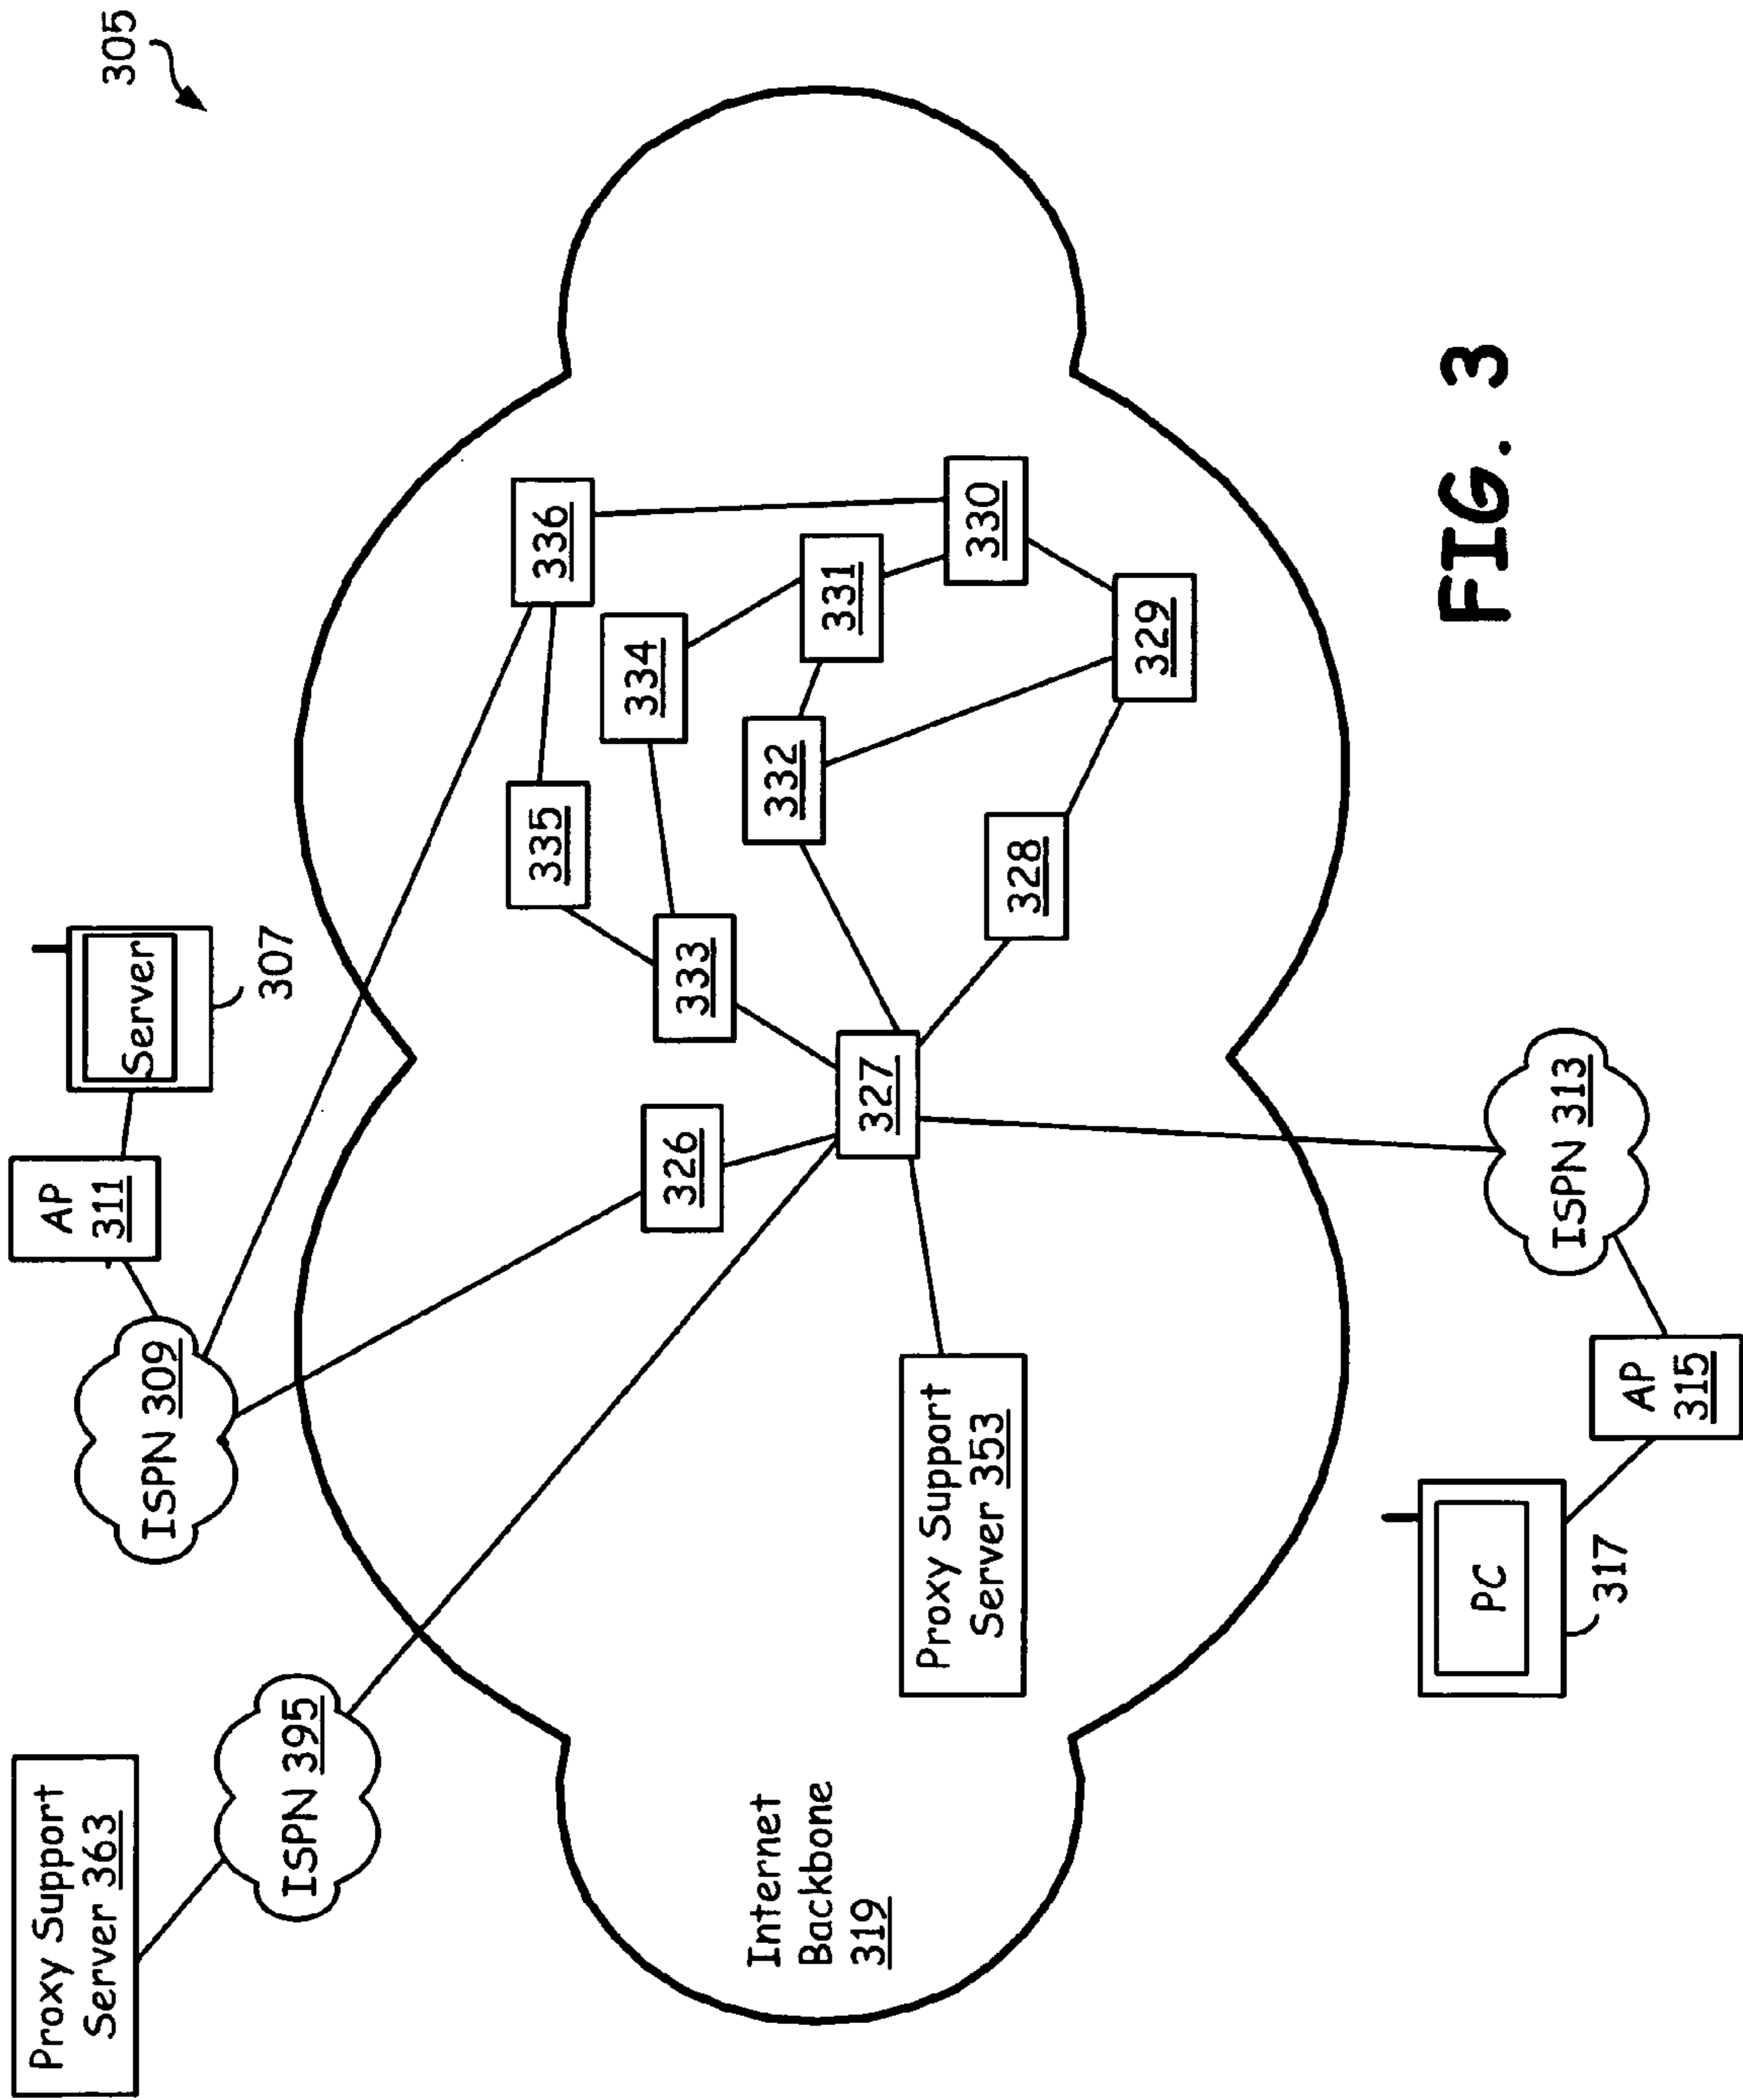 305
Proxy Support
Server 363
ISPN 395
ISPN 309
AP
311
Server
307
Internet
Backbone
319
Proxy Support
Server 353
326
327
333
335
334
336
332
331
330
328
329
PC
317
AP
315
ISPN 313
FIG. 3